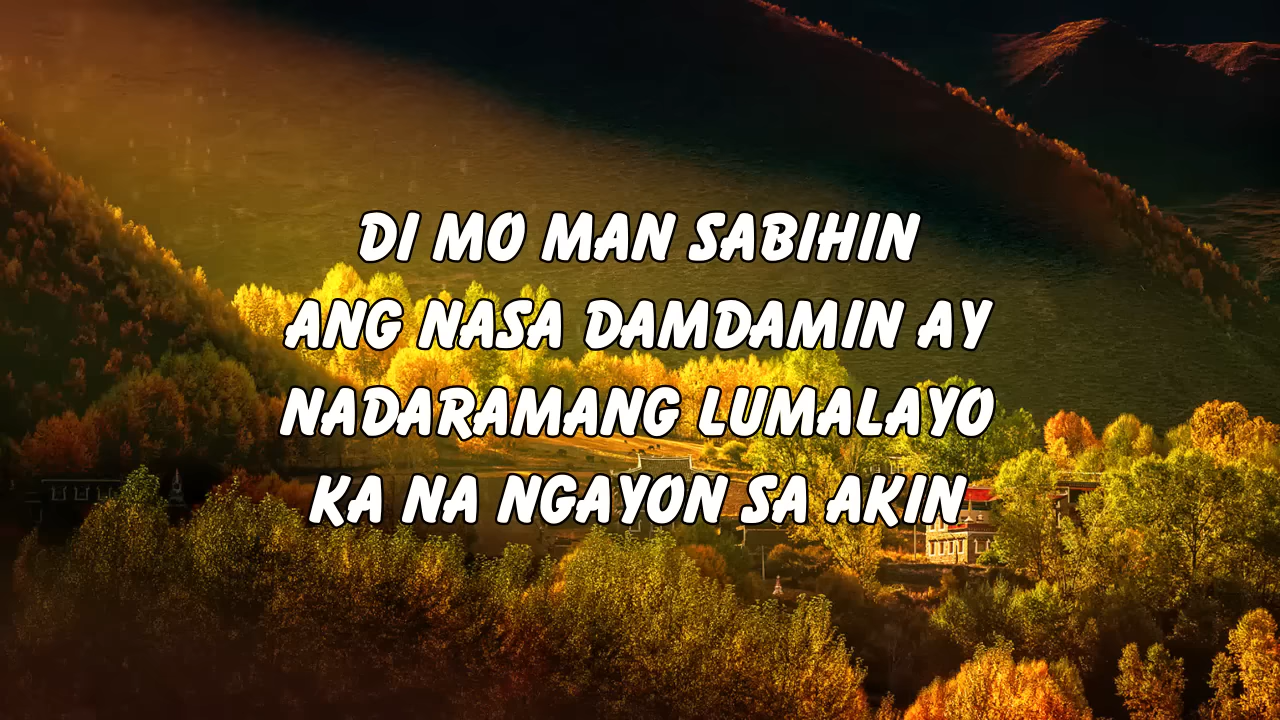 DI MO MAN SABIHIN
ANG NASA DAMDAMIN AY
NADARAMANG LUMALAYO
KA NA NGAYON SA AKIN